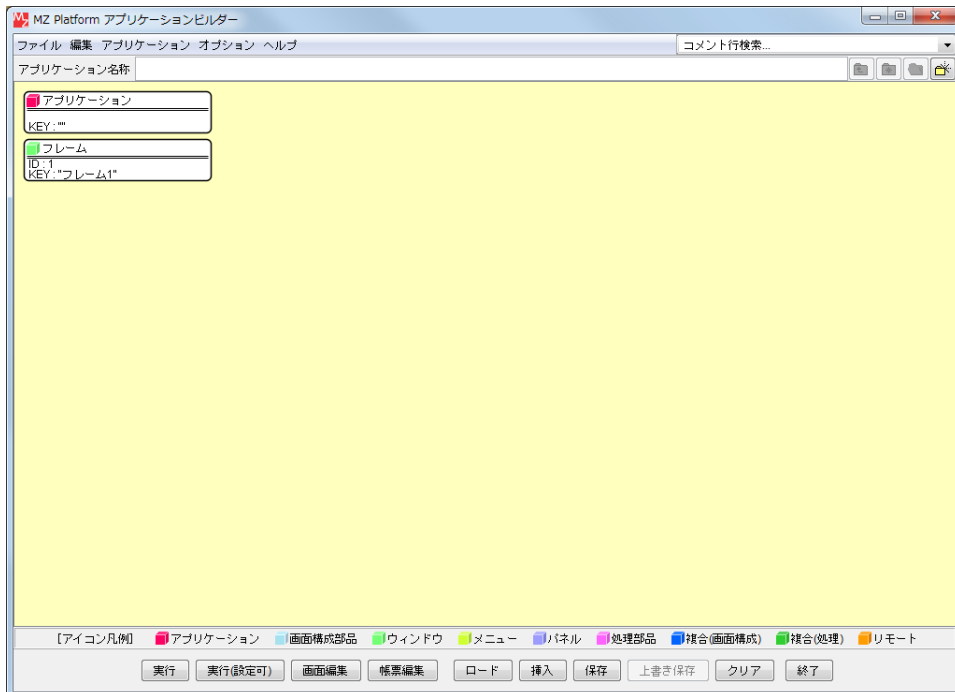 MZ Platform アプリケーションビルダー
ファイル 編集 アプリケーション オプション ヘルプ コメント行検索...
アプリケーション名称
アプリケーション
KEY : ""
フレーム
ID : 1
KEY : "フレーム1"
[アイコン凡例] アプリケーション 画面構成部品 ウィンドウ メニュー パネル 処理部品 複合(画面構成) 複合(処理) リモート
実行 実行(設定可) 画面編集 帳票編集 ロード 挿入 保存 上書き保存 クリア 終了